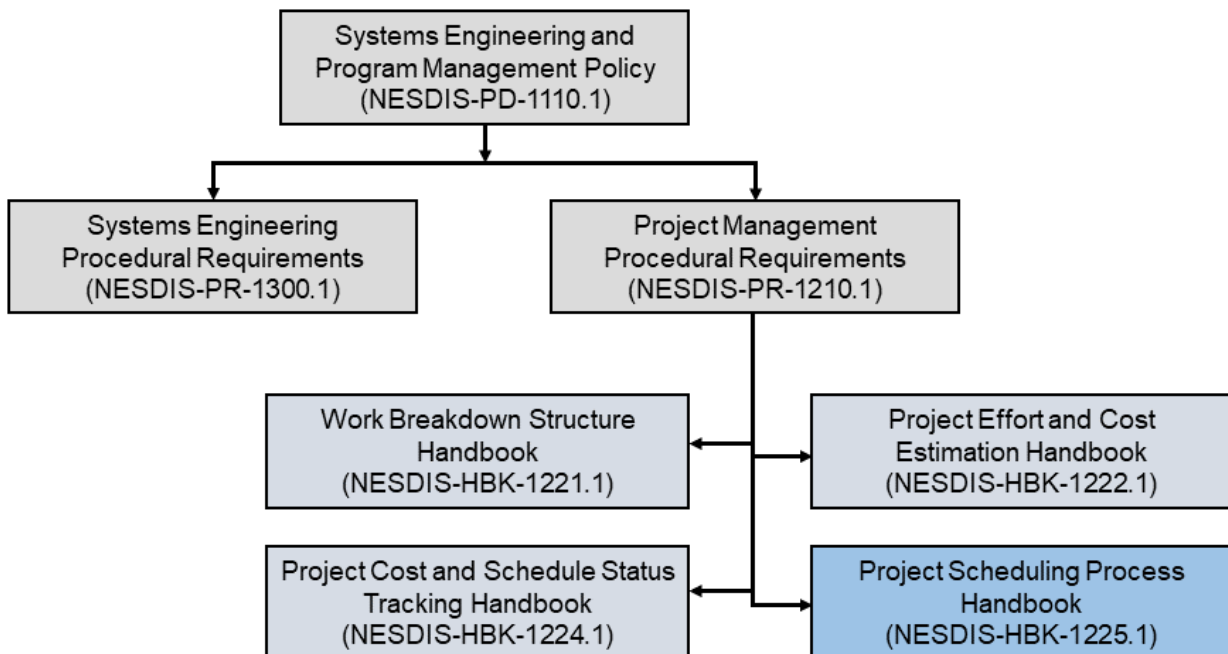 Systems Engineering and
Program Management Policy
(NESDIS-PD-1110.1)
Systems Engineering
Procedural Requirements
(NESDIS-PR-1300.1)
Project Management
Procedural Requirements
(NESDIS-PR-1210.1)
Work Breakdown Structure
Handbook
(NESDIS-HBK-1221.1)
Project Effort and Cost
Estimation Handbook
(NESDIS-HBK-1222.1)
Project Cost and Schedule Status
Tracking Handbook
(NESDIS-HBK-1224.1)
Project Scheduling Process
Handbook
(NESDIS-HBK-1225.1)